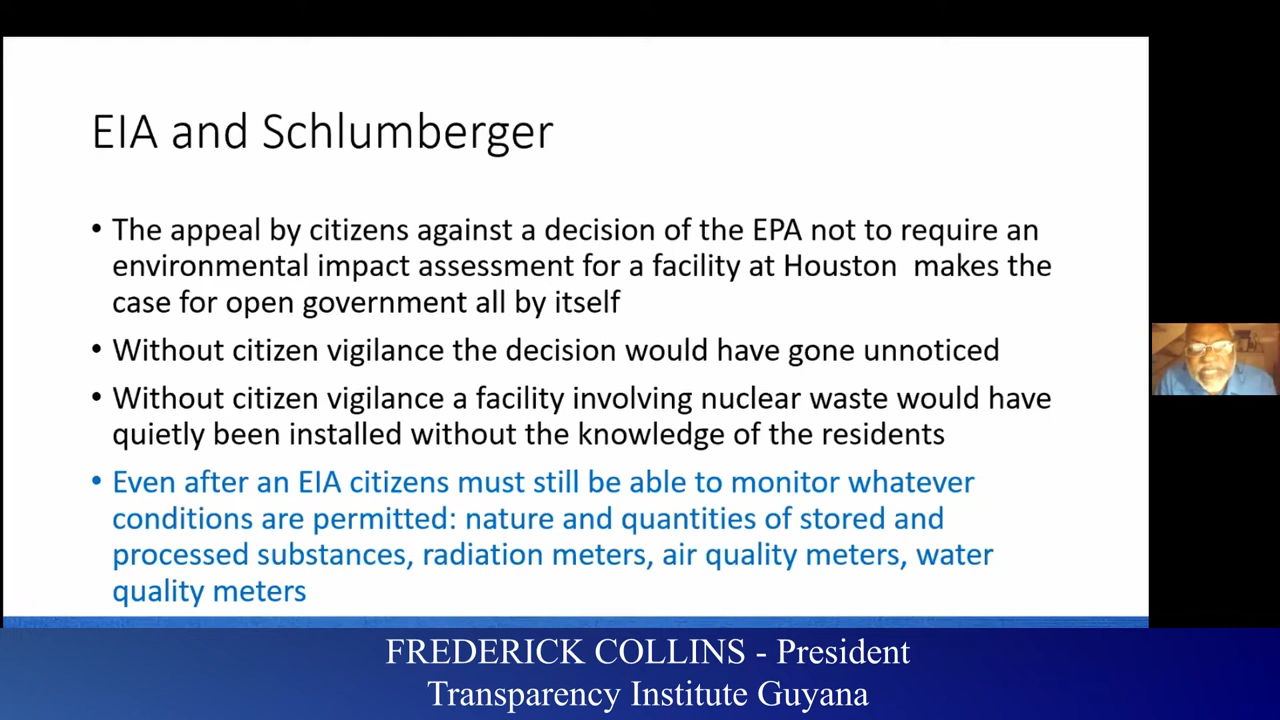 EIA and Schlumberger
• The appeal by citizens against a decision of the EPA not to require an
environmental impact assessment for a facility at Houston makes the
case for open government all by itself
• Without citizen vigilance the decision would have gone unnoticed
• Without citizen vigilance a facility involving nuclear waste would have
quietly been installed without the knowledge of the residents
• Even after an EIA citizens must still be able to monitor whatever
conditions are permitted: nature and quantities of stored and
processed substances, radiation meters, air quality meters, water
quality meters
FREDERICK COLLINS - President
Transparency Institute Guyana